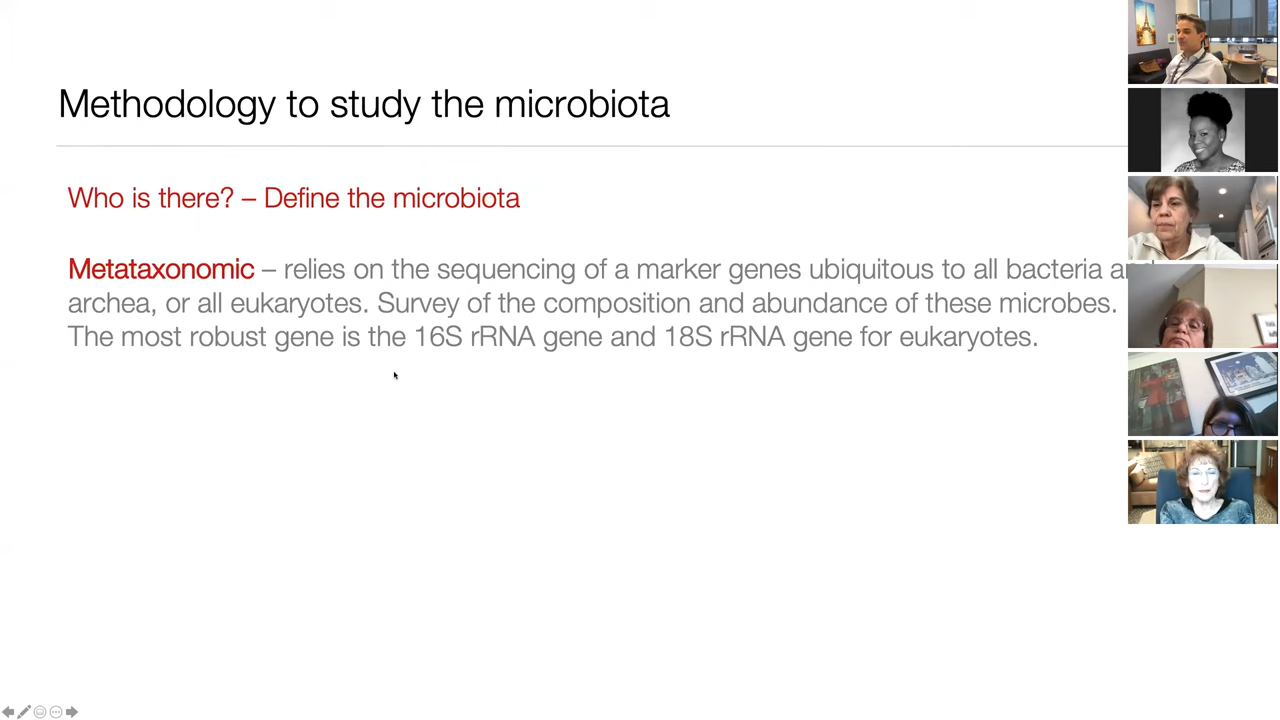 Methodology to study the microbiota
Who is there? – Define the microbiota
Metataxonomic – relies on the sequencing of a marker genes ubiquitous to all bacteria
archea, or all eukaryotes. Survey of the composition and abundance of these microbes.
The most robust gene is the 16S rRNA gene and 18S rRNA gene for eukaryotes.